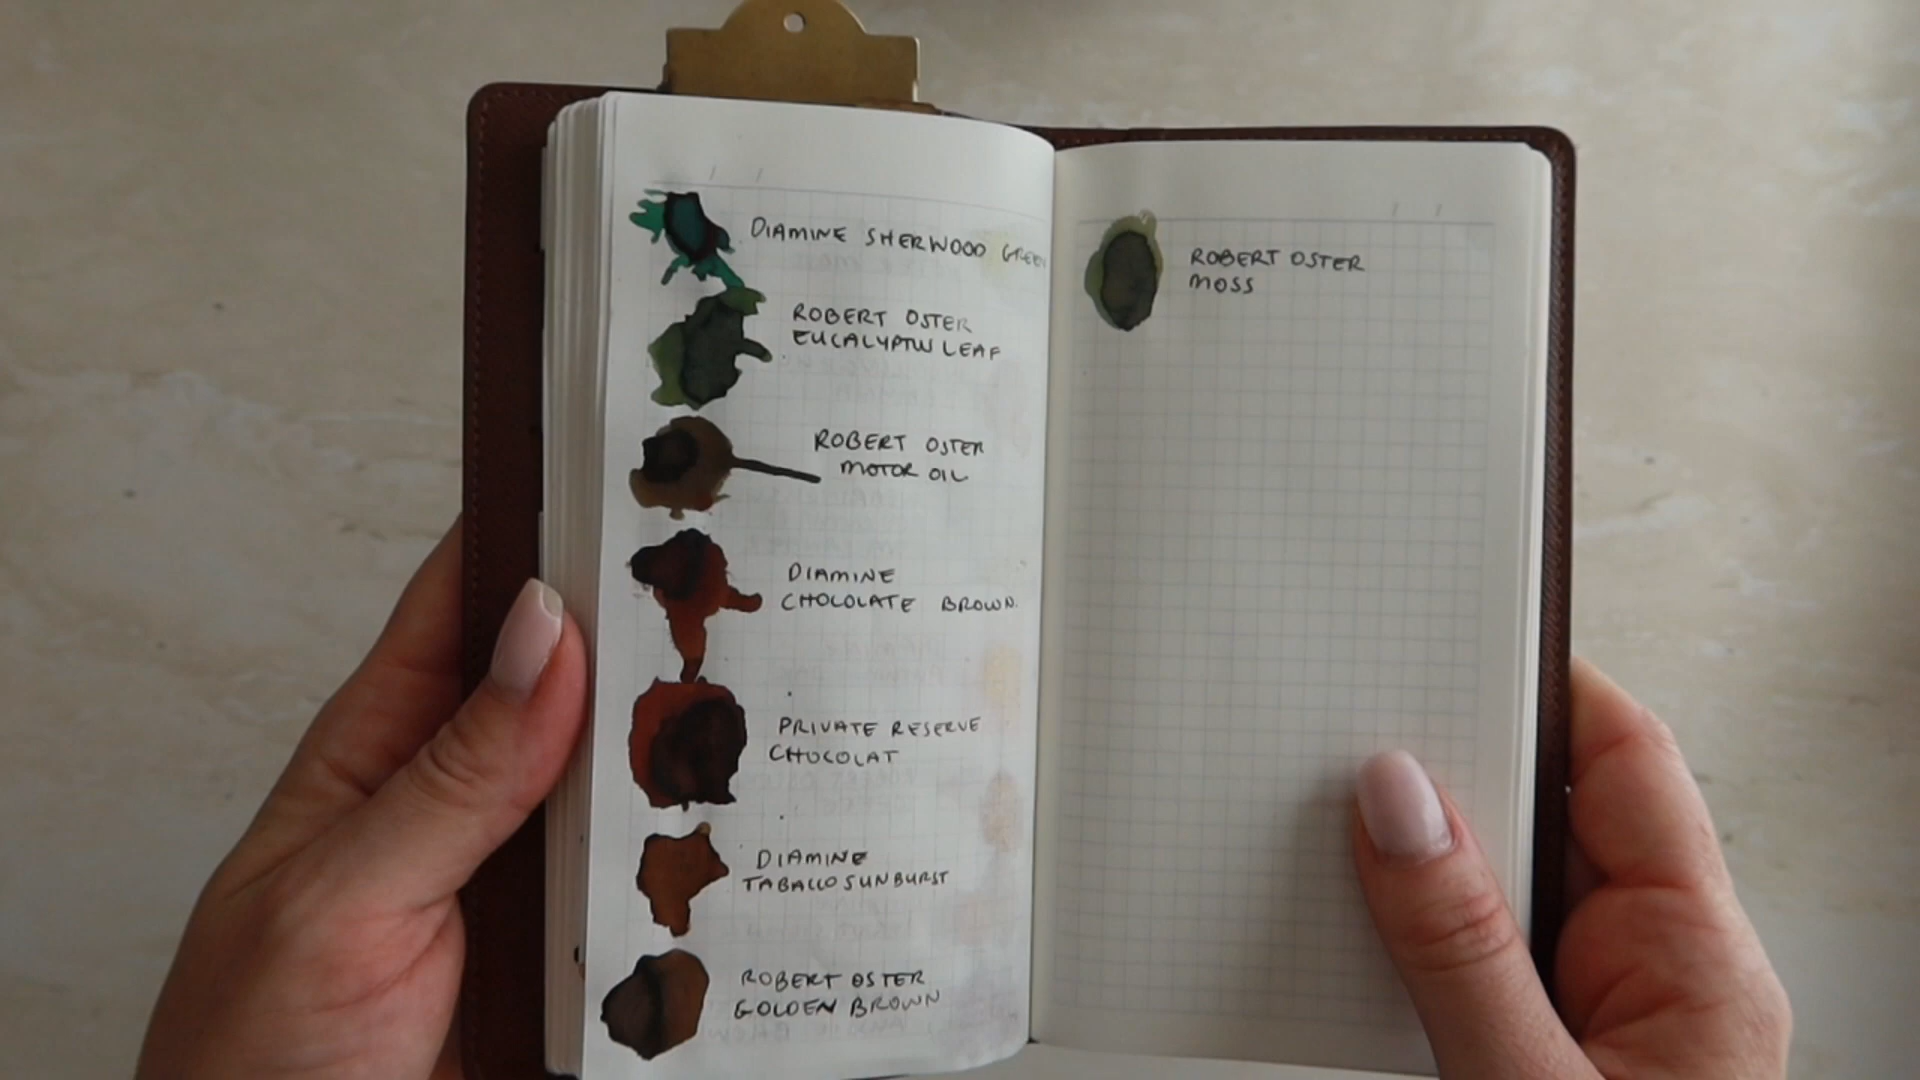 DIAMINE SHERWOOD GREEN
ROBERT OSTER
EUCALYPTUS LEAF
ROBERT OSTER
MOTOR OIL
DIAMINE
CHOCOLATE BROWN.
PRIVATE RESERVE
CHOCOLAT
DIAMINE
TABACCO SUNBURST
ROBERT OSTER
GOLDEN BROWN
ROBERT OSTER
MOSS